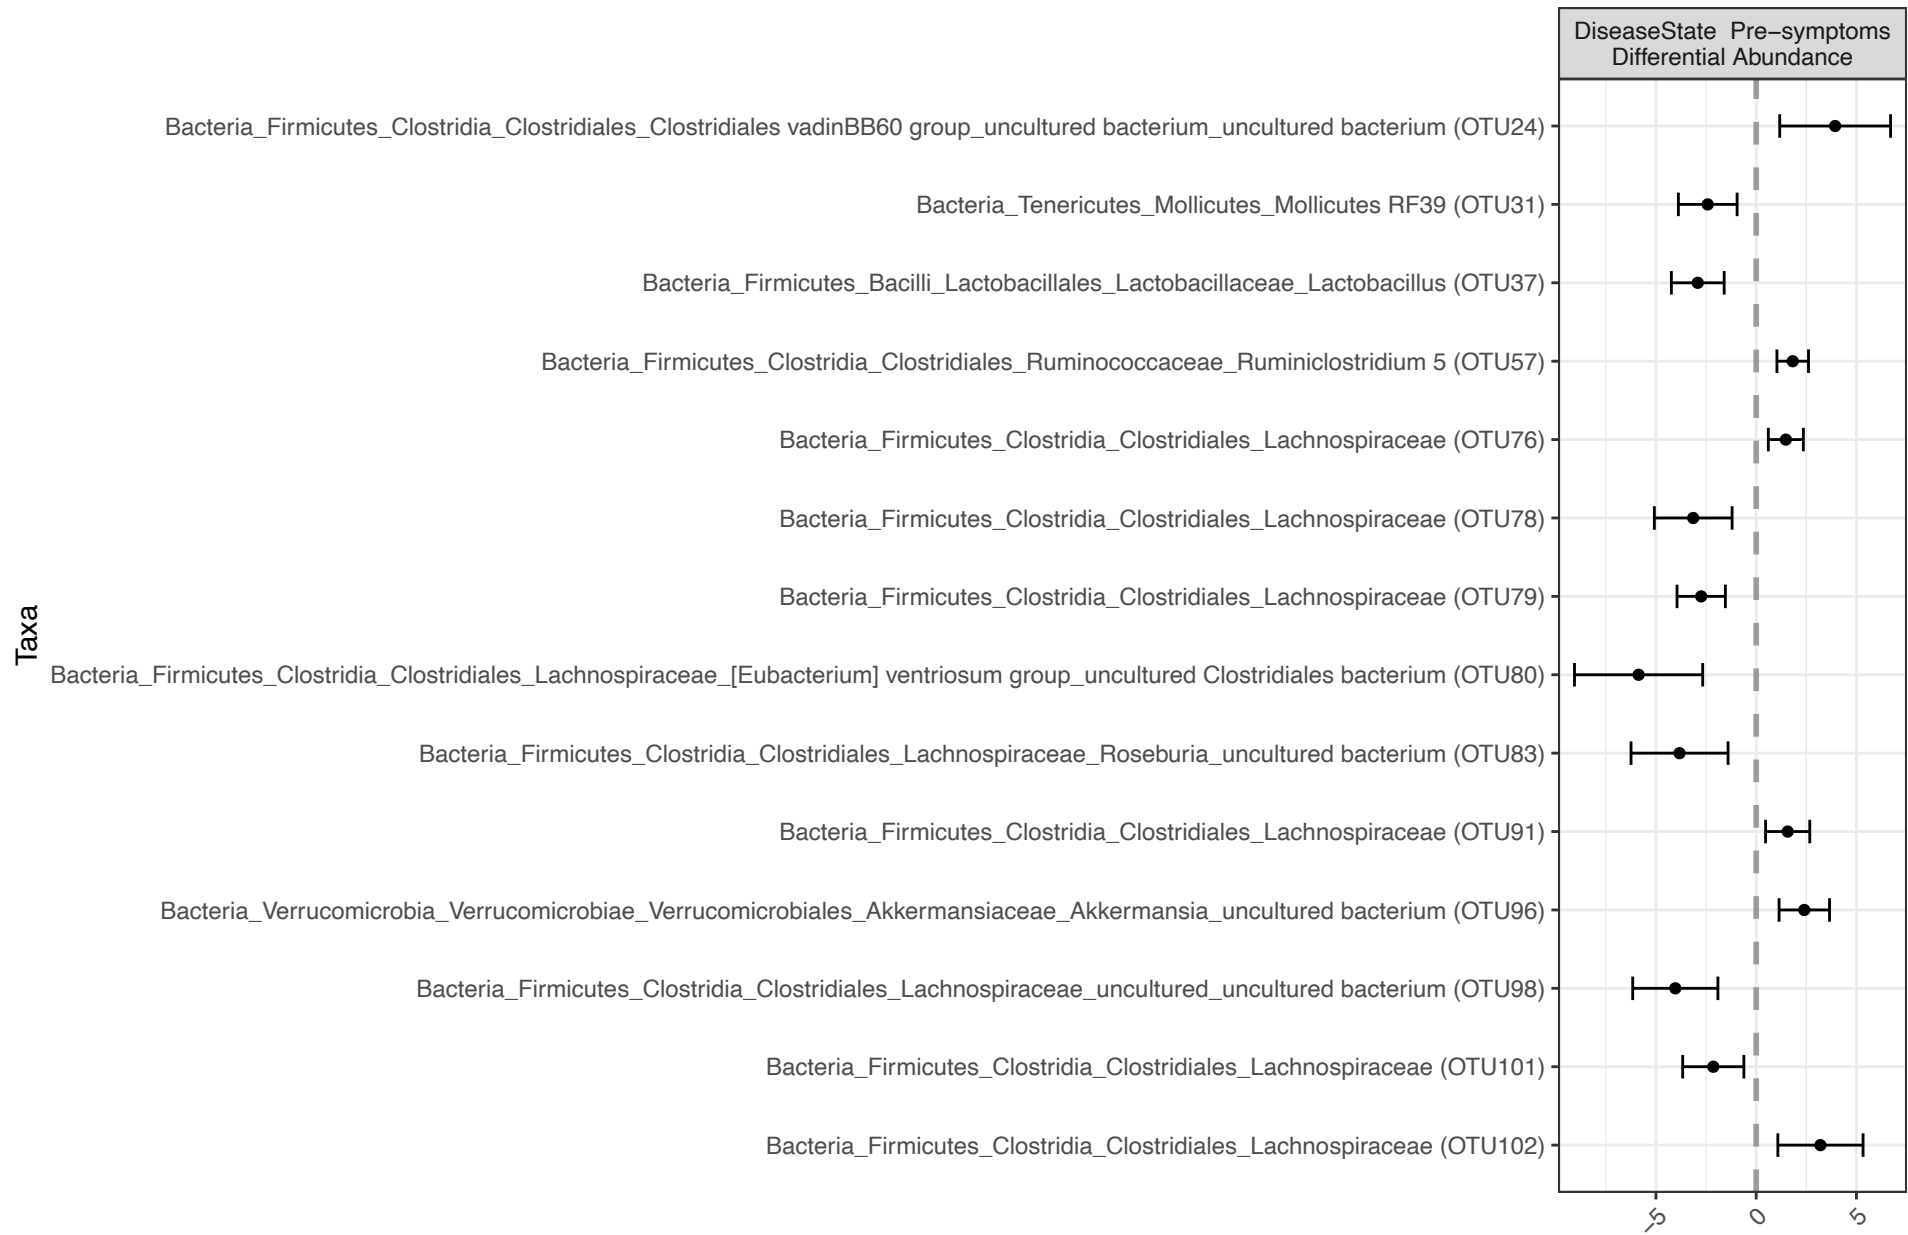 DiseaseState Pre−symptoms
Differential Abundance
Bacteria_Firmicutes_Clostridia_Clostridiales_Clostridiales vadinBB60 group_uncultured bacterium_uncultured bacterium (OTU24)
Bacteria_Tenericutes_Mollicutes_Mollicutes RF39 (OTU31)
Bacteria_Firmicutes_Bacilli_Lactobacillales_Lactobacillaceae_Lactobacillus (OTU37)
Bacteria_Firmicutes_Clostridia_Clostridiales_Ruminococcaceae_Ruminiclostridium 5 (OTU57)
Bacteria_Firmicutes_Clostridia_Clostridiales_Lachnospiraceae (OTU76)
Bacteria_Firmicutes_Clostridia_Clostridiales_Lachnospiraceae (OTU78)
Bacteria_Firmicutes_Clostridia_Clostridiales_Lachnospiraceae (OTU79)
Taxa
Bacteria_Firmicutes_Clostridia_Clostridiales_Lachnospiraceae_[Eubacterium] ventriosum group_uncultured Clostridiales bacterium (OTU80)
Bacteria_Firmicutes_Clostridia_Clostridiales_Lachnospiraceae_Roseburia_uncultured bacterium (OTU83)
Bacteria_Firmicutes_Clostridia_Clostridiales_Lachnospiraceae (OTU91)
Bacteria_Verrucomicrobia_Verrucomicrobiae_Verrucomicrobiales_Akkermansiaceae_Akkermansia_uncultured bacterium (OTU96)
Bacteria_Firmicutes_Clostridia_Clostridiales_Lachnospiraceae_uncultured_uncultured bacterium (OTU98)
Bacteria_Firmicutes_Clostridia_Clostridiales_Lachnospiraceae (OTU101)
Bacteria_Firmicutes_Clostridia_Clostridiales_Lachnospiraceae (OTU102)
−5 0 5